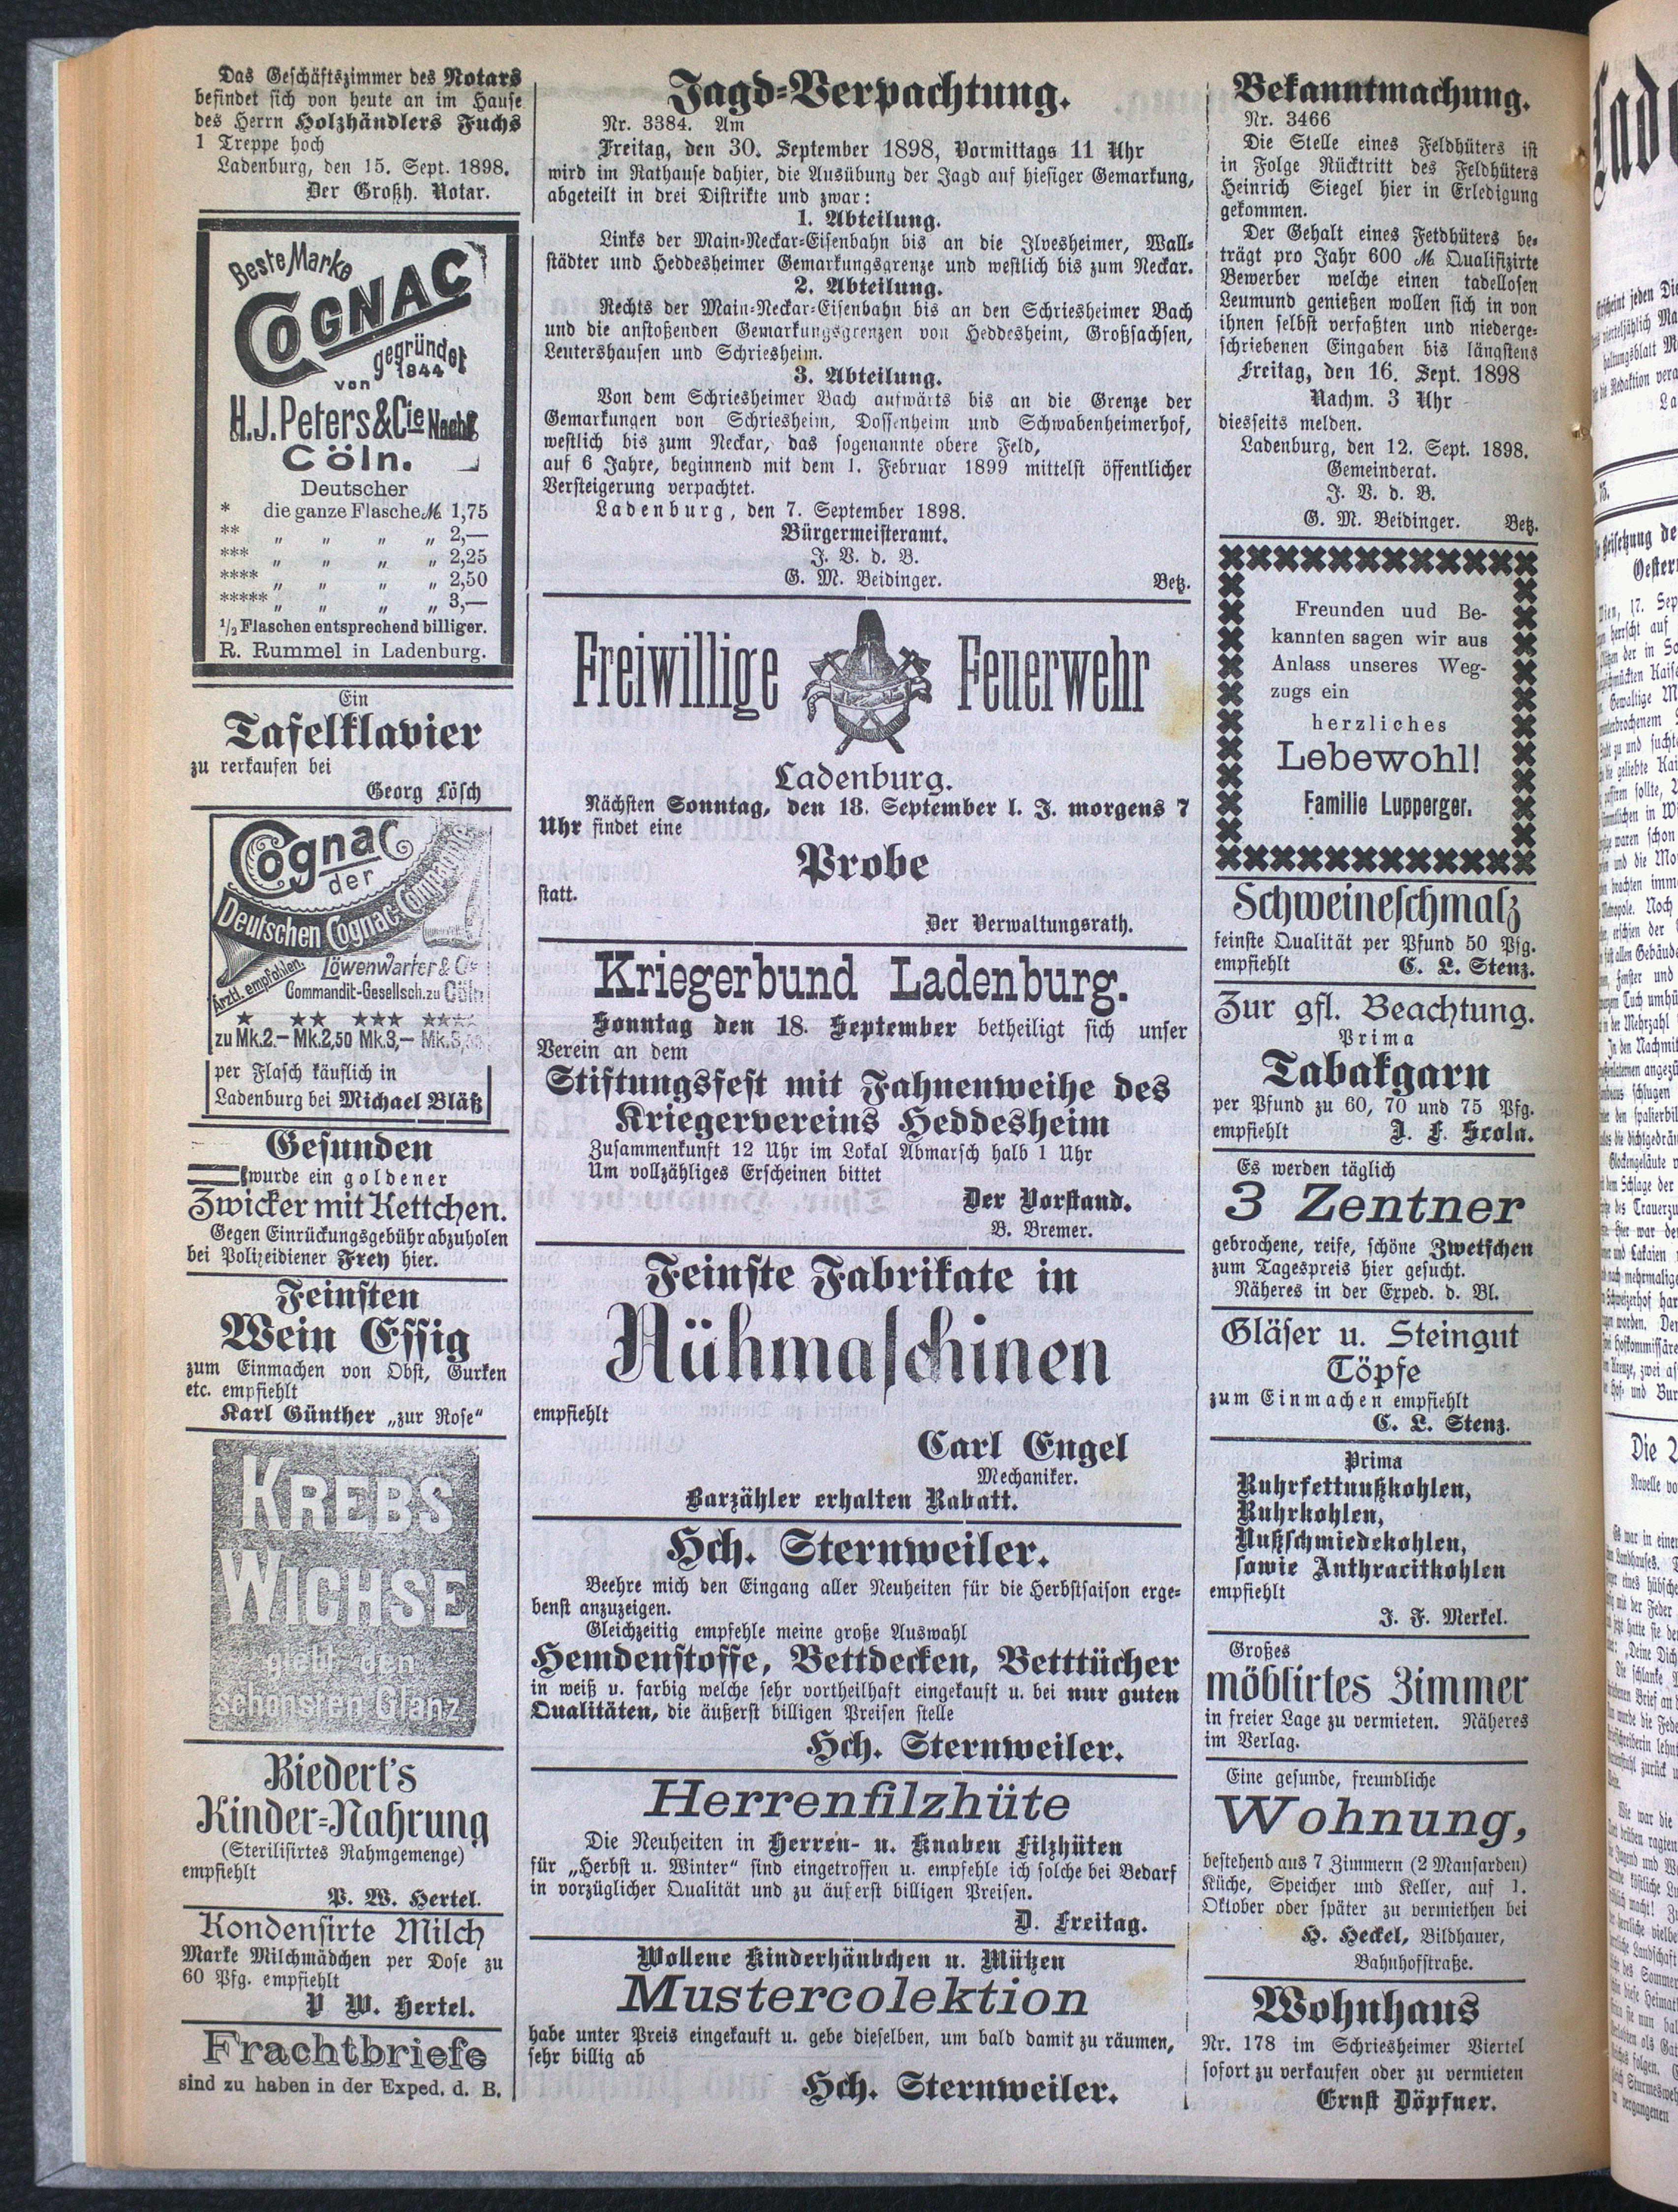 Das Geschäftszimmer des Notars
befindet sich von heute an im Hause
des Herrn Holzhändlers Fuchs
1 Treppe hoch
Ladenburg, den 15. Sept. 1898.
Der Großh. Notar.
Beste Marke
COGNAC
gegründet
von 1844
H.J. Peters & Cie Nachf.
Cöln.
Deutscher
* die ganze Flasche M 1,75
** „ „ „ „ 2,—
*** „ „ „ „ 2,25
**** „ „ „ „ 2,50
***** „ „ „ „ 3,—
1/2 Flaschen entsprechend billiger.
R. Rummel in Ladenburg.
Ein
Tafelklavier
zu rerkaufen bei
Georg Lösch
Cognac
der
Deutschen Cognac-Compagnie
Löwenwarter & Cie
Ärztl. empfohlen.
Commandit-Gesellsch. zu Cöln
★ ★★ ★★★ ★★★★
zu Mk.2.— Mk.2,50 Mk.3,— Mk.3,50
per Flasch käuflich in
Ladenburg bei Michael Bläß
Gefunden
wurde ein goldener
Zwicker mit Kettchen.
Gegen Einrückungsgebühr abzuholen
bei Polizeidiener Frey hier.
Feinsten
Wein Essig
zum Einmachen von Obst, Gurken
etc. empfiehlt
Karl Günther „zur Rose“
KREBS
WICHSE
giebt den
schönsten Glanz
Biedert's
Kinder-Nahrung
(Sterilisirtes Rahmgemenge)
empfiehlt
P. W. Hertel.
Kondensirte Milch
Marke Milchmädchen per Dose zu
60 Pfg. empfiehlt
P W. Hertel.
Frachtbriefe
sind zu haben in der Exped. d. B.
Jagd-Verpachtung.
Nr. 3384. Am
Freitag, den 30. September 1898, Vormittags 11 Uhr
wird im Rathause dahier, die Ausübung der Jagd auf hiesiger Gemarkung,
abgeteilt in drei Distrikte und zwar:
1. Abteilung.
Links der Main-Neckar-Eisenbahn bis an die Ilvesheimer, Wall-
städter und Heddesheimer Gemarkungsgrenze und westlich bis zum Neckar.
2. Abteilung.
Rechts der Main-Neckar-Eisenbahn bis an den Schriesheimer Bach
und die anstoßenden Gemarkungsgrenzen von Heddesheim, Großsachsen,
Leutershausen und Schriesheim.
3. Abteilung.
Von dem Schriesheimer Bach aufwärts bis an die Grenze der
Gemarkungen von Schriesheim, Dossenheim und Schwabenheimerhof,
westlich bis zum Neckar, das sogenannte obere Feld,
auf 6 Jahre, beginnend mit dem 1. Februar 1899 mittelst öffentlicher
Versteigerung verpachtet.
Ladenburg, den 7. September 1898.
Bürgermeisteramt.
J. V. d. B.
G. M. Beidinger. Betz.
Freiwillige Feuerwehr
Ladenburg.
Nächsten Sonntag, den 18. September l. J. morgens 7
Uhr findet eine
Probe
statt.
Der Verwaltungsrath.
Kriegerbund Ladenburg.
Sonntag den 18. September betheiligt sich unser
Verein an dem
Stiftungsfest mit Fahnenweihe des
Kriegervereins Heddesheim
Zusammenkunft 12 Uhr im Lokal Abmarsch halb 1 Uhr
Um vollzähliges Erscheinen bittet
Der Vorstand.
B. Bremer.
Feinste Fabrikate in
Nähmaschinen
empfiehlt
Carl Engel
Mechaniker.
Barzähler erhalten Rabatt.
Hch. Sternweiler.
Beehre mich den Eingang aller Neuheiten für die Herbstsaison erge-
benst anzuzeigen.
Gleichzeitig empfehle meine große Auswahl
Hemdenstoffe, Bettdecken, Betttücher
in weiß u. farbig welche sehr vortheilhaft eingekauft u. bei nur guten
Qualitäten, die äußerst billigen Preisen stelle
Hch. Sternweiler.
Herrenfilzhüte
Die Neuheiten in Herren- u. Knaben Filzhüten
für „Herbst u. Winter“ sind eingetroffen u. empfehle ich solche bei Bedarf
in vorzüglicher Qualität und zu äußerst billigen Preisen.
D. Freitag.
Wollene Kinderhäubchen u. Mützen
Mustercolektion
habe unter Preis eingekauft u. gebe dieselben, um bald damit zu räumen,
sehr billig ab
Hch. Sternweiler.
Bekanntmachung.
Nr. 3466
Die Stelle eines Feldhüters ist
in Folge Rücktritt des Feldhüters
Heinrich Siegel hier in Erledigung
gekommen.
Der Gehalt eines Fetdhüters be-
trägt pro Jahr 600 M Qualifizirte
Bewerber welche einen tadellosen
Leumund genießen wollen sich in von
ihnen selbst verfaßten und niederge-
schriebenen Eingaben bis längstens
Freitag, den 16. Sept. 1898
Nachm. 3 Uhr
diesseits melden.
Ladenburg, den 12. Sept. 1898.
Gemeinderat.
J. V. d. B.
G. M. Beidinger. Betz.
Freunden uud Be-
kannten sagen wir aus
Anlass unseres Weg-
zugs ein
herzliches
Lebewohl!
Familie Lupperger.
Schweineschmalz
feinste Qualität per Pfund 50 Pfg.
empfiehlt C. L. Stenz.
Zur gfl. Beachtung.
Prima
Tabakgarn
per Pfund zu 60, 70 und 75 Pfg.
empfiehlt J. F. Scola.
Es werden täglich
3 Zentner
gebrochene, reife, schöne Zwetschen
zum Tagespreis hier gesucht.
Näheres in der Exped. d. Bl.
Gläser u. Steingut
Töpfe
zum Einmachen empfiehlt
C. L. Stenz.
Prima
Ruhrfettnußkohlen,
Ruhrkohlen,
Nußschmiedekohlen,
sowie Anthracitkohlen
empfiehlt
J. F. Merkel.
Großes
möblirtes Zimmer
in freier Lage zu vermieten. Näheres
im Verlag.
Eine gesunde, freundliche
Wohnung,
bestehend aus 7 Zimmern (2 Mansarden)
Küche, Speicher und Keller, auf 1.
Oktober oder später zu vermiethen bei
H. Heckel, Bildhauer,
Bahnhofstraße.
Wohnhaus
Nr. 178 im Schriesheimer Viertel
sofort zu verkaufen oder zu vermieten
Ernst Döpfner.